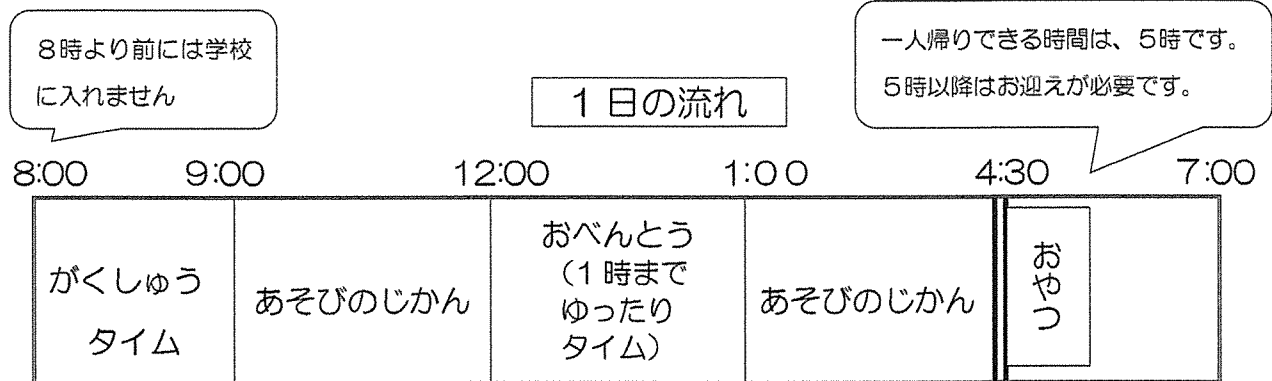 8時より前には学校
に入れません
一人帰りできる時間は、5時です。
5時以降はお迎えが必要です。
1日の流れ
8:00 9:00 12:00 1:00 4:30 7:00
がくしゅう
タイム
あそびのじかん
おべんとう
（1時まで
ゆったり
タイム）
あそびのじかん
おやつ